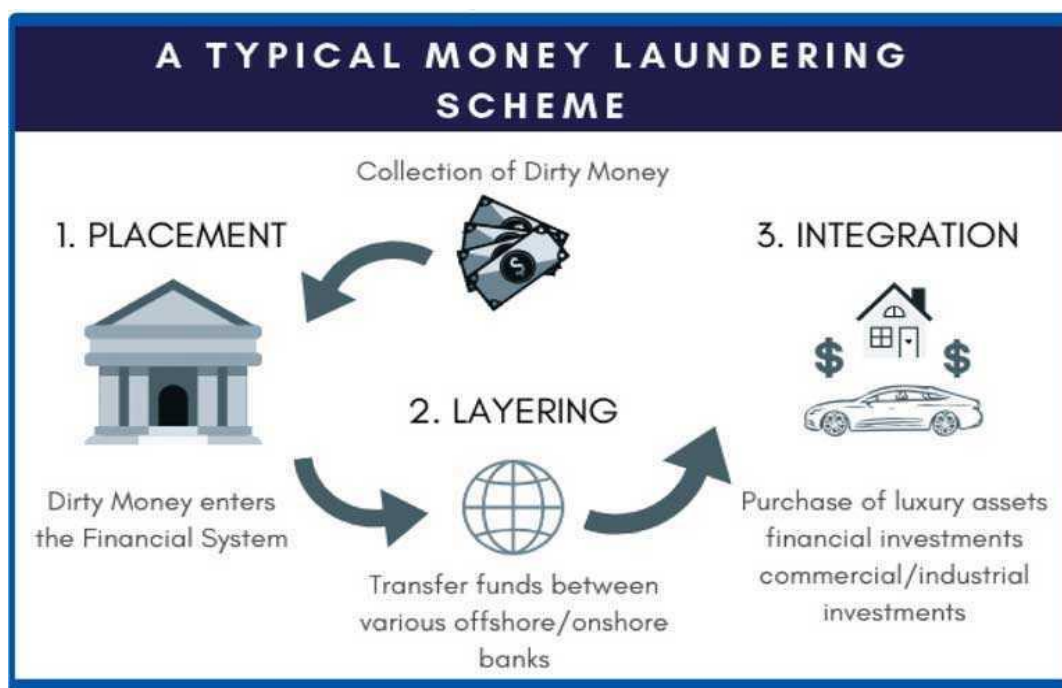 A TYPICAL MONEY LAUNDERING
SCHEME
Collection of Dirty Money
1. PLACEMENT
Dirty Money enters
the Financial System
2. LAYERING
Transfer funds between
various offshore/onshore
banks
3. INTEGRATION
$ $
Purchase of luxury assets
financial investments
commercial/industrial
investments